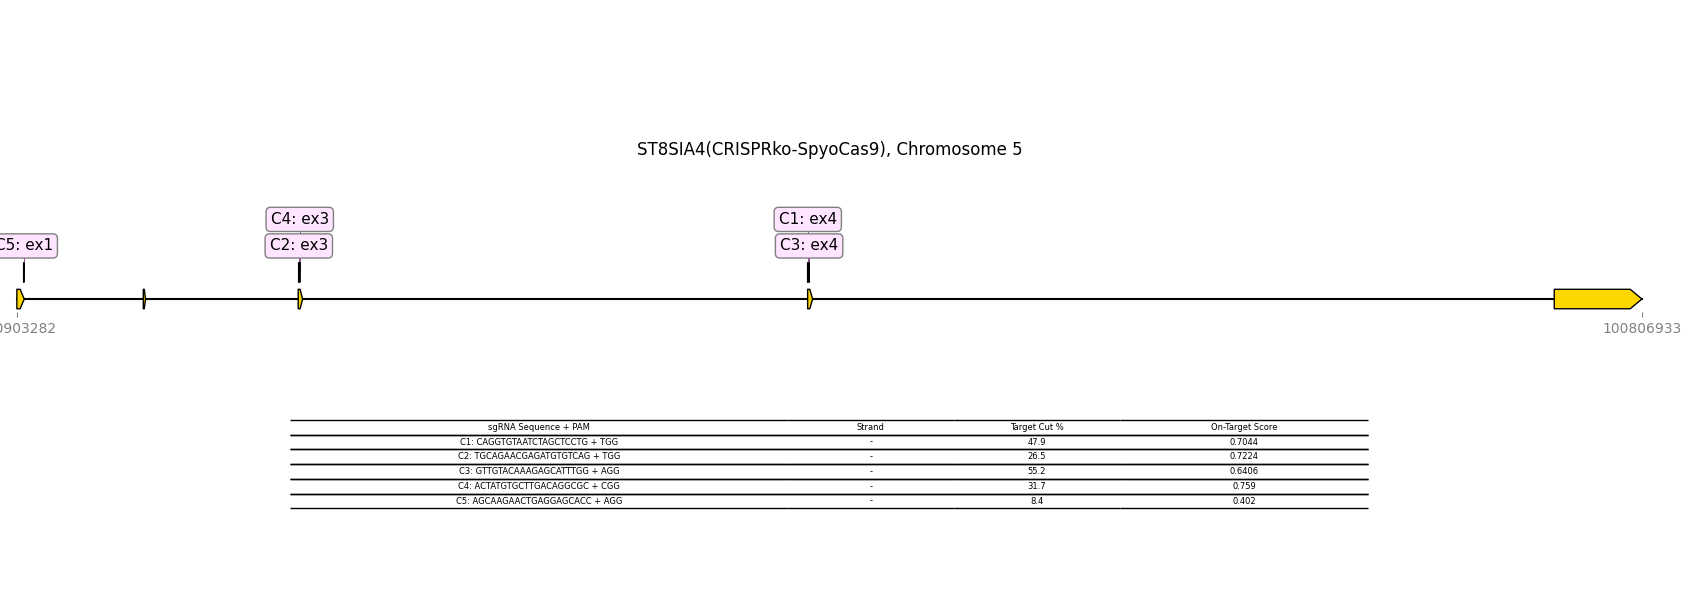 ST8SIA4(CRISPRko-SpyoCas9), Chromosome 5
C4: ex3 C1: ex4
C5: ex1 C2: ex3 C3: ex4
0903282 100806933
sgRNA Sequence + PAM Strand Target Cut % On-Target Score
C1: CAGGTGTAATCTAGCTCCTG + TGG - 47.9 0.7044
C2: TGCAGAACGAGATGTGTCAG + TGG - 26.5 0.7224
C3: GTTGTACAAAGAGCATTTGG + AGG - 55.2 0.6406
C4: ACTATGTGCTTGACAGGCGC + CGG - 31.7 0.759
C5: AGCAAGAACTGAGGAGCACC + AGG - 8.4 0.402